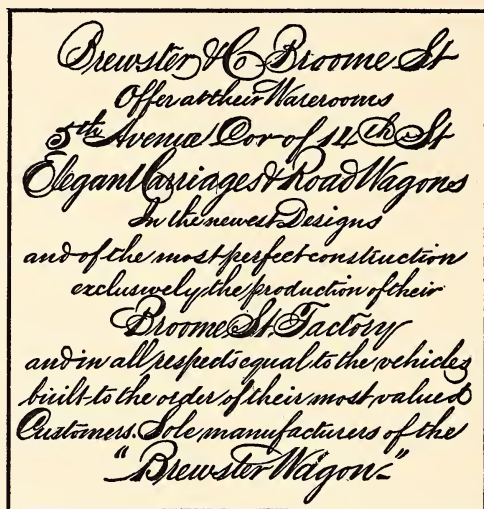 Brewster & Co Broome St
Offer at their Warerooms
5th Avenue Cor of 14th St
Elegant Carriages & Road Wagons
In the newest Designs
and of the most perfect construction
exclusively the production of their
Broome St Factory
and in all respects equal to the vehicles
built to the order of their most valued
Customers. Sole manufacturers of the
"Brewster Wagon."